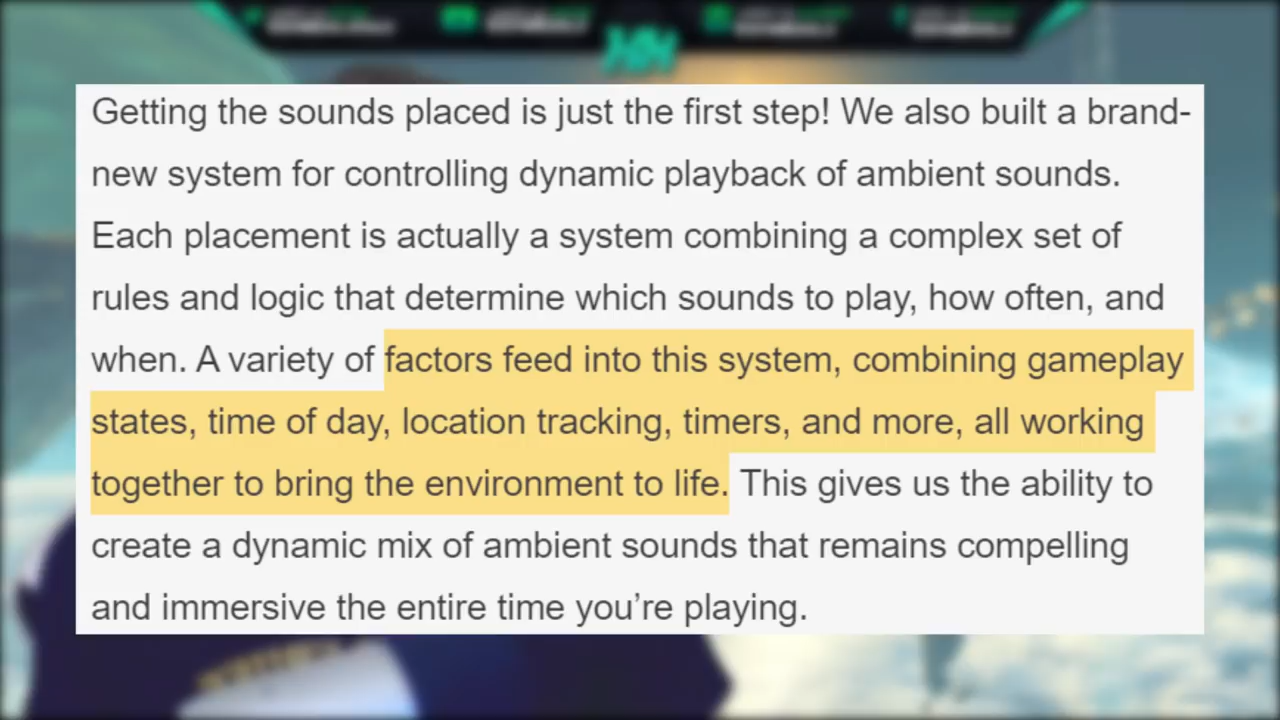 Getting the sounds placed is just the first step! We also built a brand-
new system for controlling dynamic playback of ambient sounds.
Each placement is actually a system combining a complex set of
rules and logic that determine which sounds to play, how often, and
when. A variety of factors feed into this system, combining gameplay
states, time of day, location tracking, timers, and more, all working
together to bring the environment to life. This gives us the ability to
create a dynamic mix of ambient sounds that remains compelling
and immersive the entire time you’re playing.